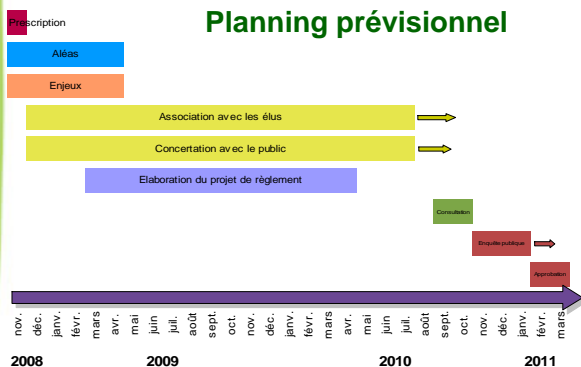 Planning prévisionnel
Prescription
Aléas
Enjeux
Association avec les élus
Concertation avec le public
Elaboration du projet de règlement
Consultation
Enquête publique
Approbation
nov. déc. janv. févr. mars avr. mai juin juil. août sept. oct. nov. déc. janv. févr. mars avr. mai juin juil. août sept. oct. nov. déc. janv. févr. mars
2008 2009 2010 2011